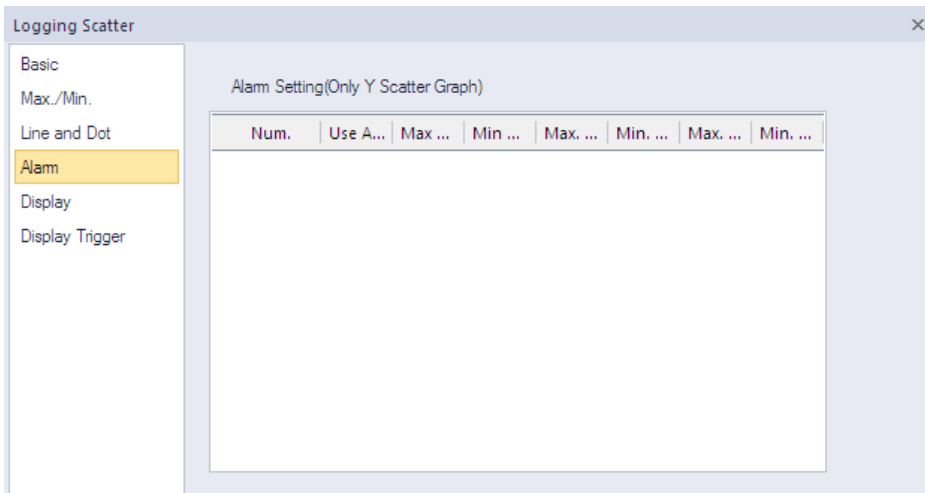 Logging Scatter
Basic
Max./Min.
Line and Dot
Alarm
Display
Display Trigger
Alarm Setting(Only Y Scatter Graph)
Num. Use A... Max ... Min ... Max. ... Min. ... Max. ... Min. ...